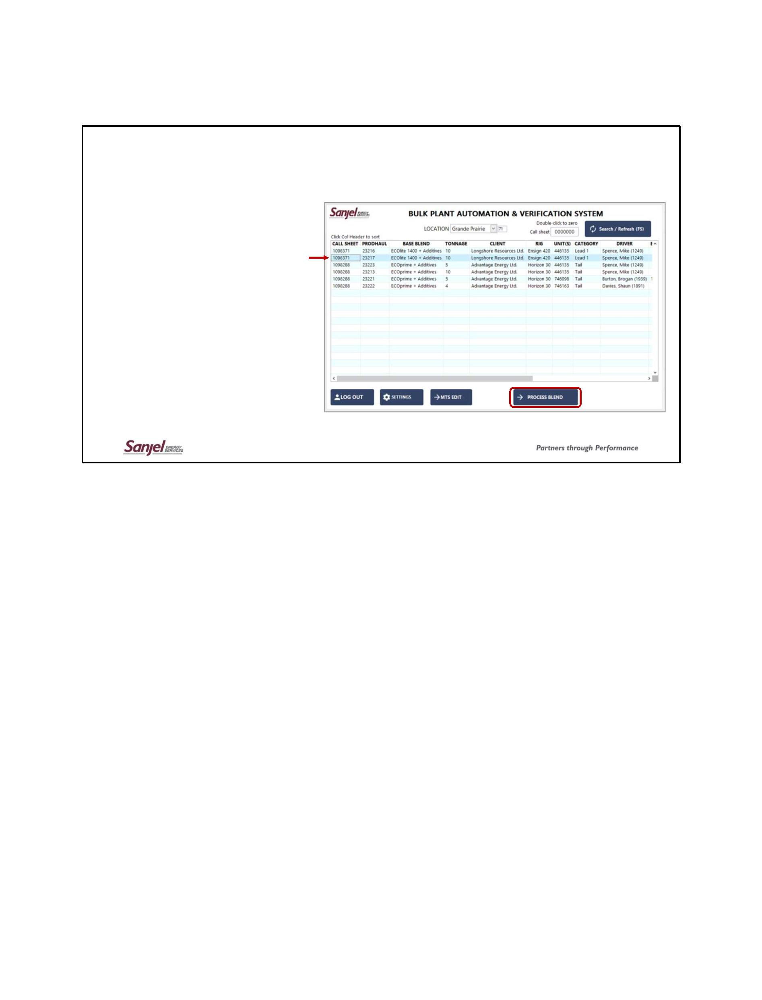 Sanjel ENERGY SERVICES
BULK PLANT AUTOMATION & VERIFICATION SYSTEM
LOCATION Grande Prairie 71
Double-click to zero
Call sheet 0000000
Search / Refresh (F5)
Click Col Header to sort
CALL SHEET PRODHAUL BASE BLEND TONNAGE CLIENT RIG UNIT(S) CATEGORY DRIVER
1098371 23216 ECOlite 1400 + Additives 10 Longshore Resources Ltd. Ensign 420 446135 Lead 1 Spence, Mike (1249)
1098371 23217 ECOlite 1400 + Additives 10 Longshore Resources Ltd. Ensign 420 446135 Lead 1 Spence, Mike (1249)
1098288 23223 ECOprime + Additives 5 Advantage Energy Ltd. Horizon 30 446135 Tail Spence, Mike (1249)
1098288 23213 ECOprime + Additives 10 Advantage Energy Ltd. Horizon 30 446135 Tail Spence, Mike (1249)
1098288 23221 ECOprime + Additives 5 Advantage Energy Ltd. Horizon 30 746098 Tail Burton, Brogan (1939)
1098288 23222 ECOprime + Additives 4 Advantage Energy Ltd. Horizon 30 746163 Tail Davies, Shaun (1891)
LOG OUT SETTINGS MTS EDIT PROCESS BLEND
Sanjel ENERGY SERVICES
Partners through Performance